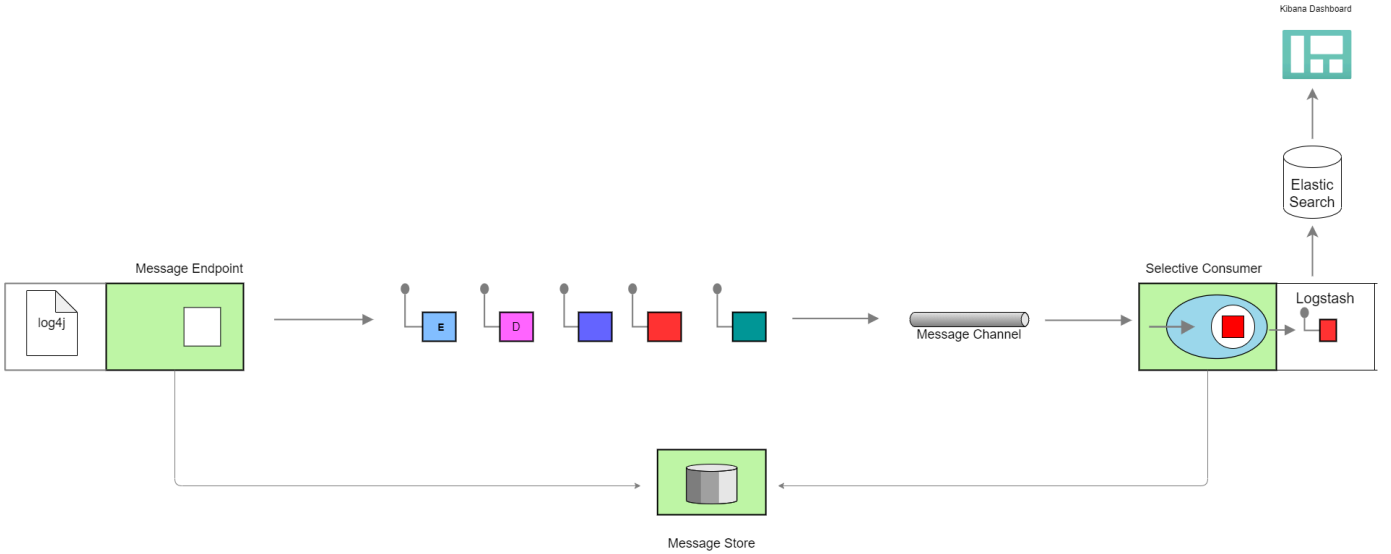 Kibana Dashboard
Elastic
Search
Message Endpoint
Selective Consumer
log4j
E
D
Message Channel
Logstash
Message Store